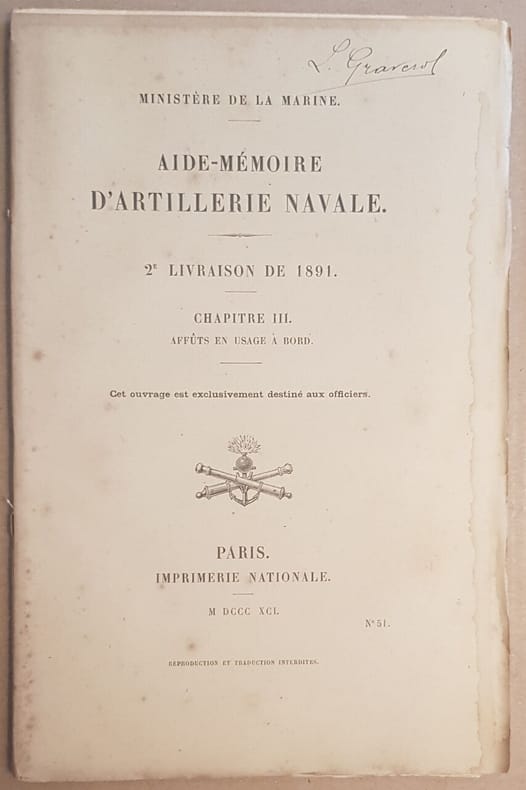 L. Graverol
MINISTÈRE DE LA MARINE.
AIDE-MÉMOIRE
D'ARTILLERIE NAVALE.
2E LIVRAISON DE 1891.
CHAPITRE III.
AFFÛTS EN USAGE À BORD.
Cet ouvrage est exclusivement destiné aux officiers.
PARIS.
IMPRIMERIE NATIONALE.
M DCCC XCI.
N° 51.
REPRODUCTION ET TRADUCTION INTERDITES.